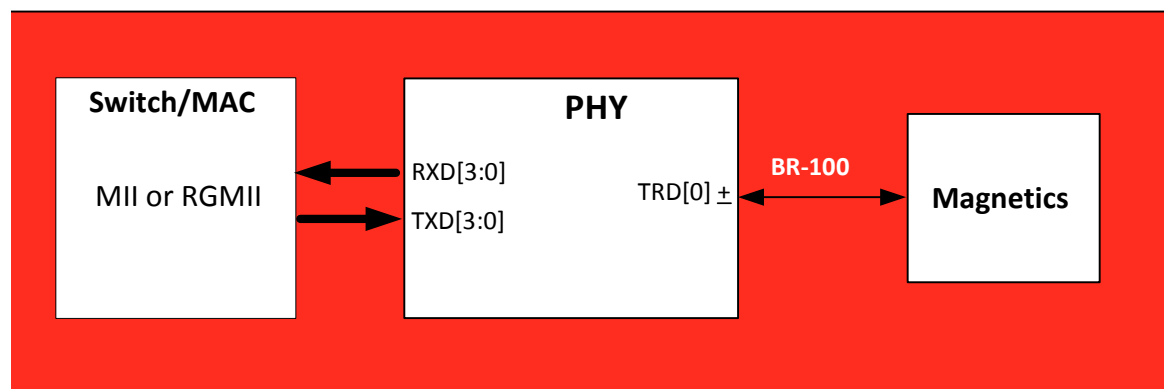 Switch/MAC
MII or RGMII
PHY
RXD[3:0]
TXD[3:0]
TRD[0] ±
BR-100
Magnetics